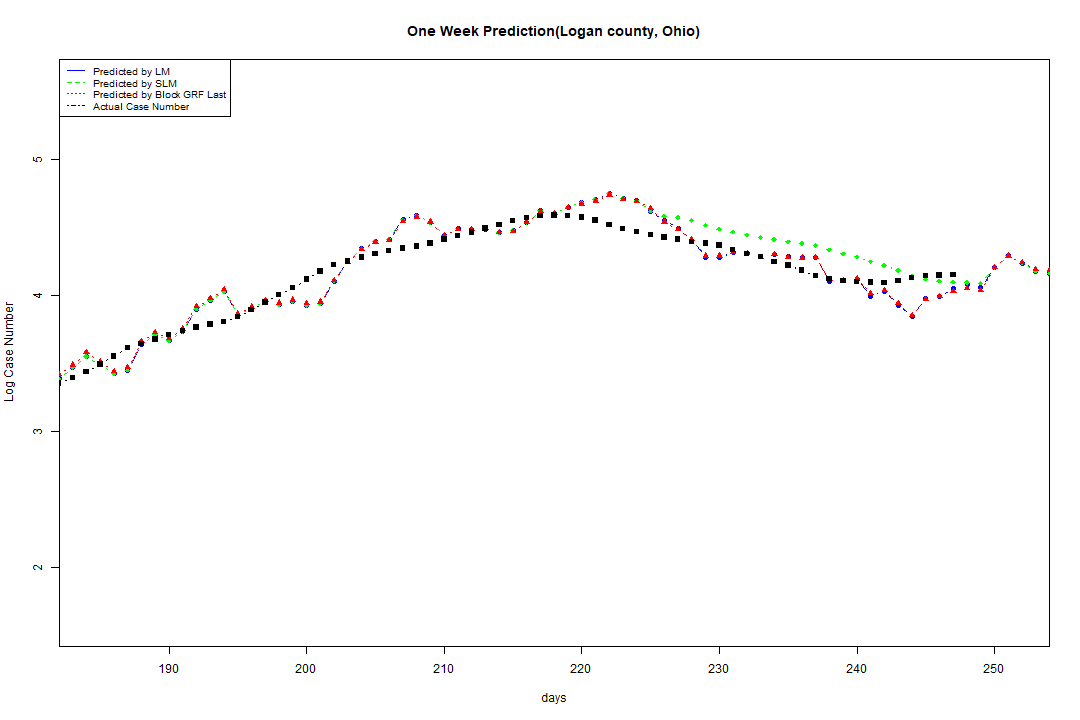 One Week Prediction(Logan county, Ohio)
Predicted by LM
Predicted by SLM
Predicted by Block GRF Last
Actual Case Number
5
4
3
2
Log Case Number
190 200 210 220 230 240 250
days